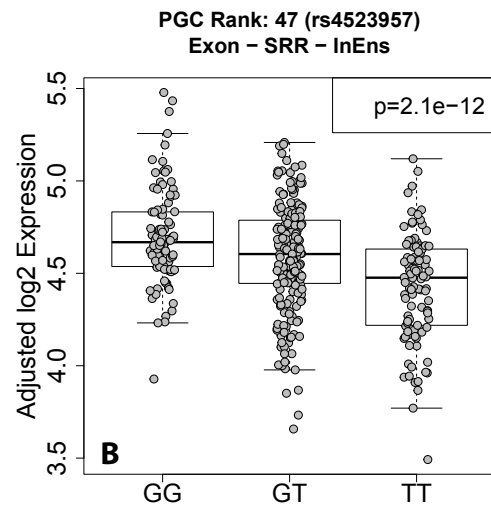 PGC Rank: 47 (rs4523957)
Exon − SRR − InEns
p=2.1e−12
Adjusted log2 Expression
5.5
5.0
4.5
4.0
3.5
B
GG
GT
TT